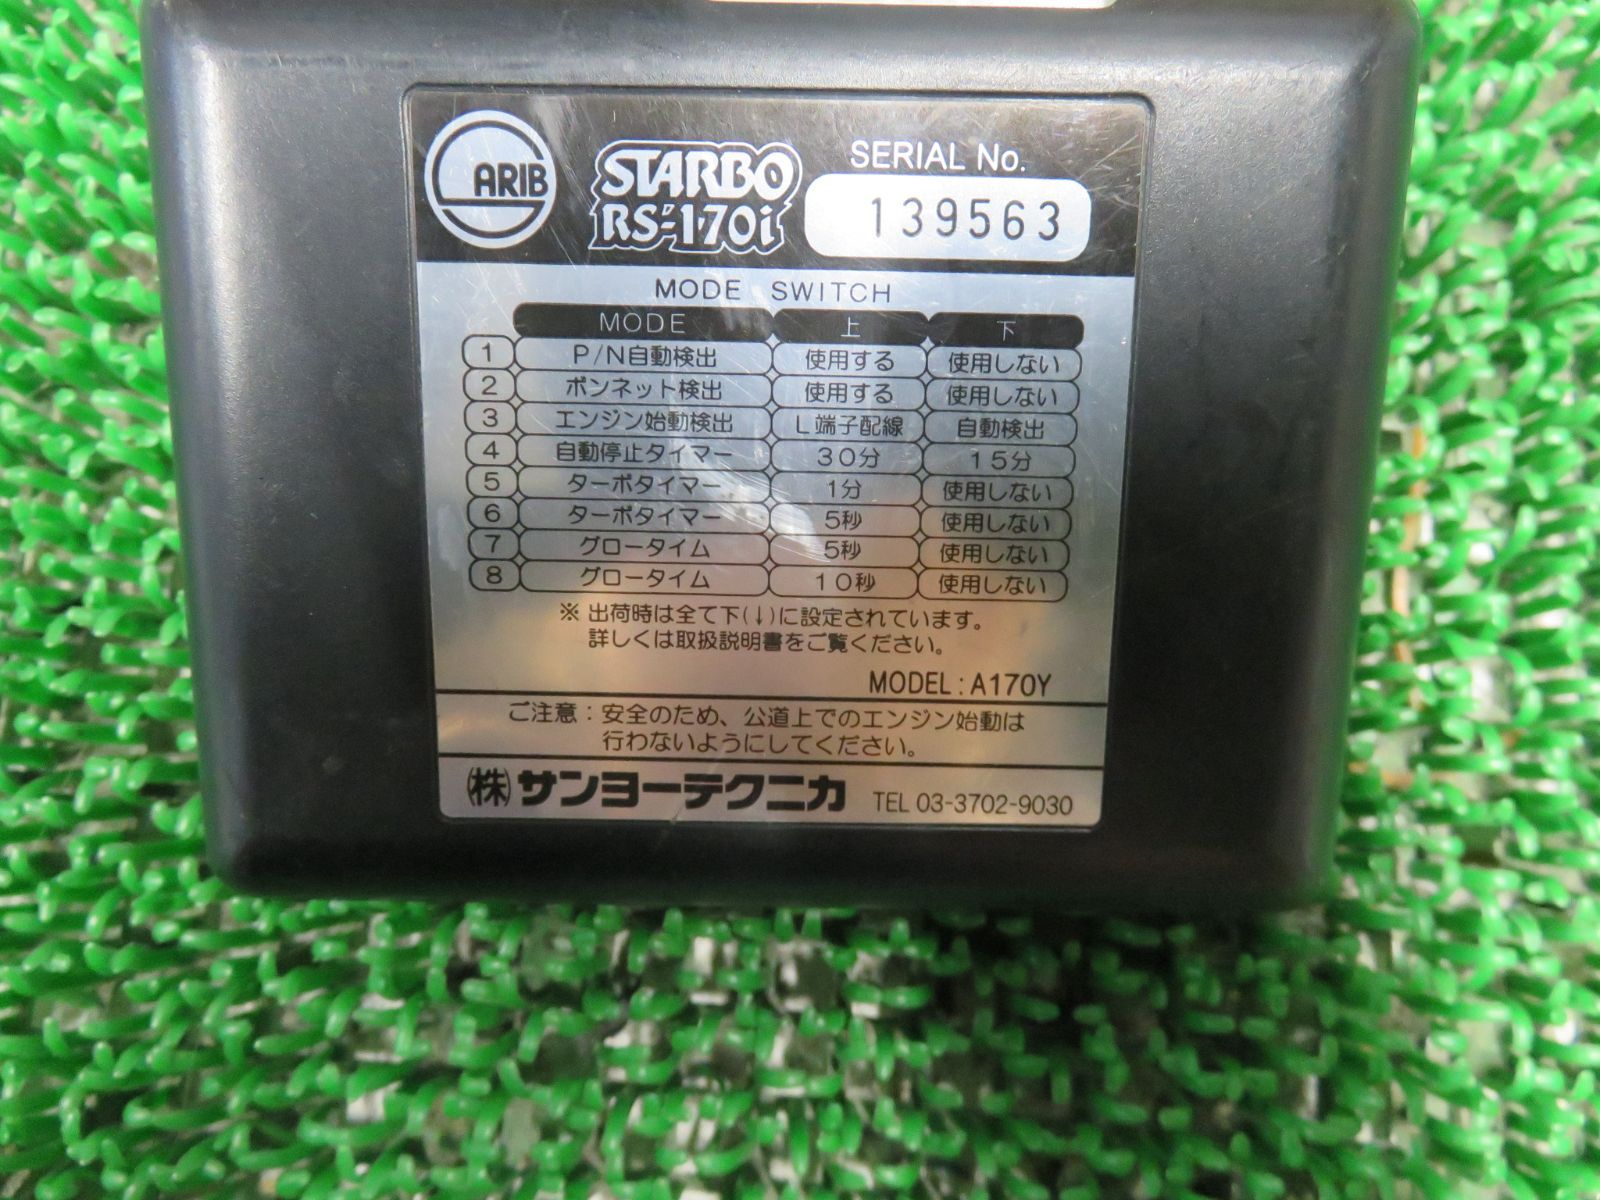 ARIB
STARBO
RS-170i
SERIAL No.
139563
MODE SWITCH
MODE 上 下
1 P/N自動検出 使用する 使用しない
2 ボンネット検出 使用する 使用しない
3 エンジン始動検出 L端子配線 自動検出
4 自動停止タイマー 30分 15分
5 ターボタイマー 1分 使用しない
6 ターボタイマー 5秒 使用しない
7 グロータイム 5秒 使用しない
8 グロータイム 10秒 使用しない
※ 出荷時は全て下(↓)に設定されています。
詳しくは取扱説明書をご覧ください。
MODEL : A170Y
ご注意：安全のため、公道上でのエンジン始動は
行わないようにしてください。
㈱サンヨーテクニカ TEL 03-3702-9030